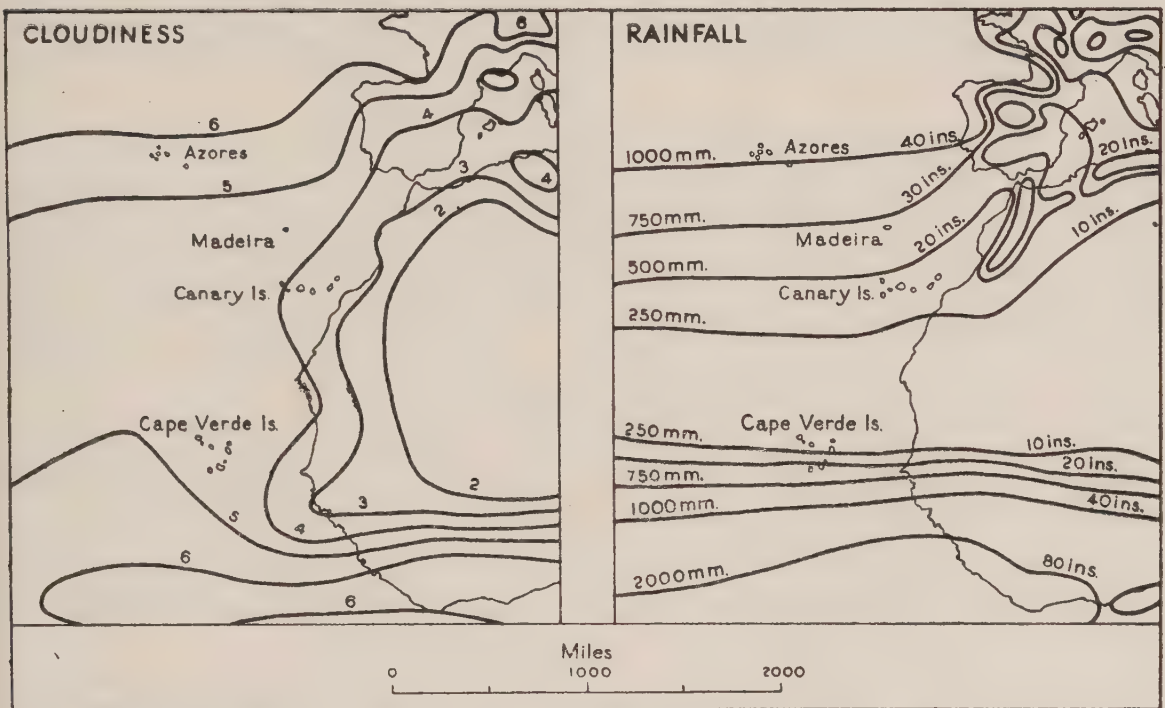 CLOUDINESS
6
6
Azores
5
4
3
4
2
Madeira
Canary Is.
Cape Verde Is.
2
3
5
4
6
6
RAINFALL
40 ins.
1000 mm.
Azores
20 ins.
30 ins.
750 mm.
Madeira
20 ins.
10 ins.
500 mm.
Canary Is.
250 mm.
Cape Verde Is.
250 mm.
10 ins.
20 ins.
750 mm.
1000 mm.
40 ins.
2000 mm.
80 ins.
Miles
0 1000 2000